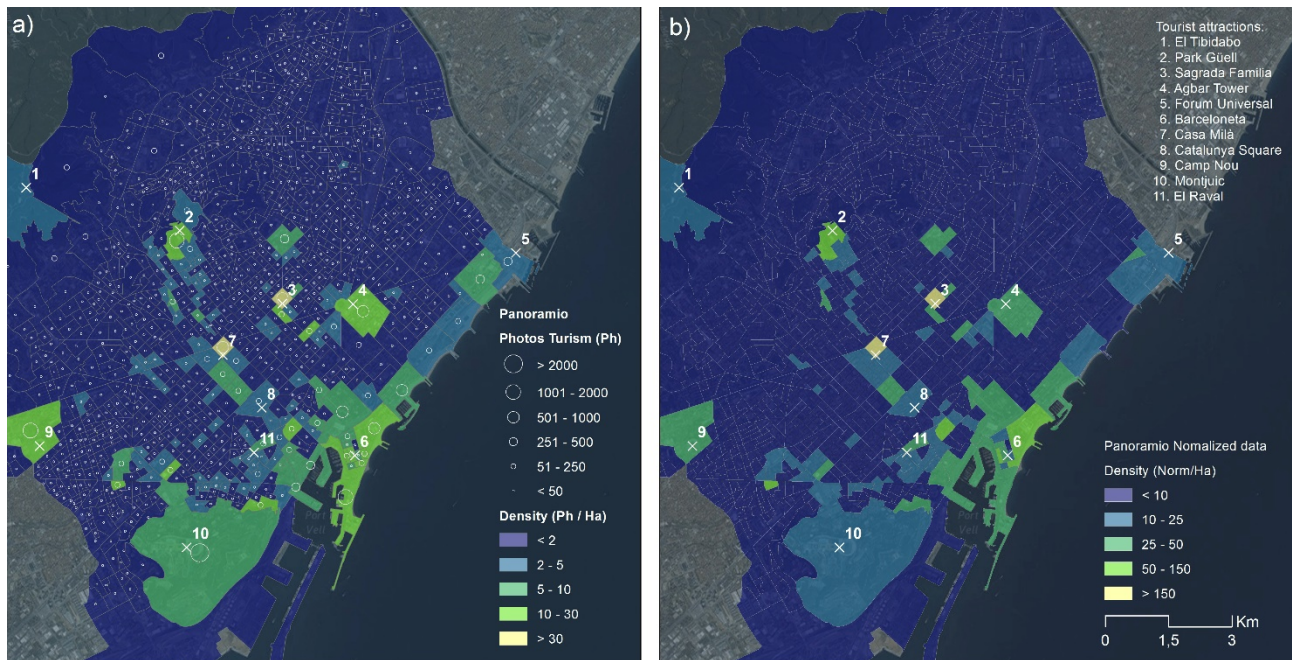 a)
1
2
3
4
5
6
7
8
9
10
11
Panoramio
Photos Turism (Ph)
> 2000
1001 - 2000
501 - 1000
251 - 500
51 - 250
< 50
Density (Ph / Ha)
< 2
2 - 5
5 - 10
10 - 30
> 30
b)
Tourist attractions:
1. El Tibidabo
2. Park Güell
3. Sagrada Familia
4. Agbar Tower
5. Forum Universal
6. Barceloneta
7. Casa Milà
8. Catalunya Square
9. Camp Nou
10. Montjuic
11. El Raval
1
2
3
4
5
6
7
8
9
10
11
Port
Vell
Panoramio Nomalized data
Density (Norm/Ha)
< 10
10 - 25
25 - 50
50 - 150
> 150
Km
0 1,5 3